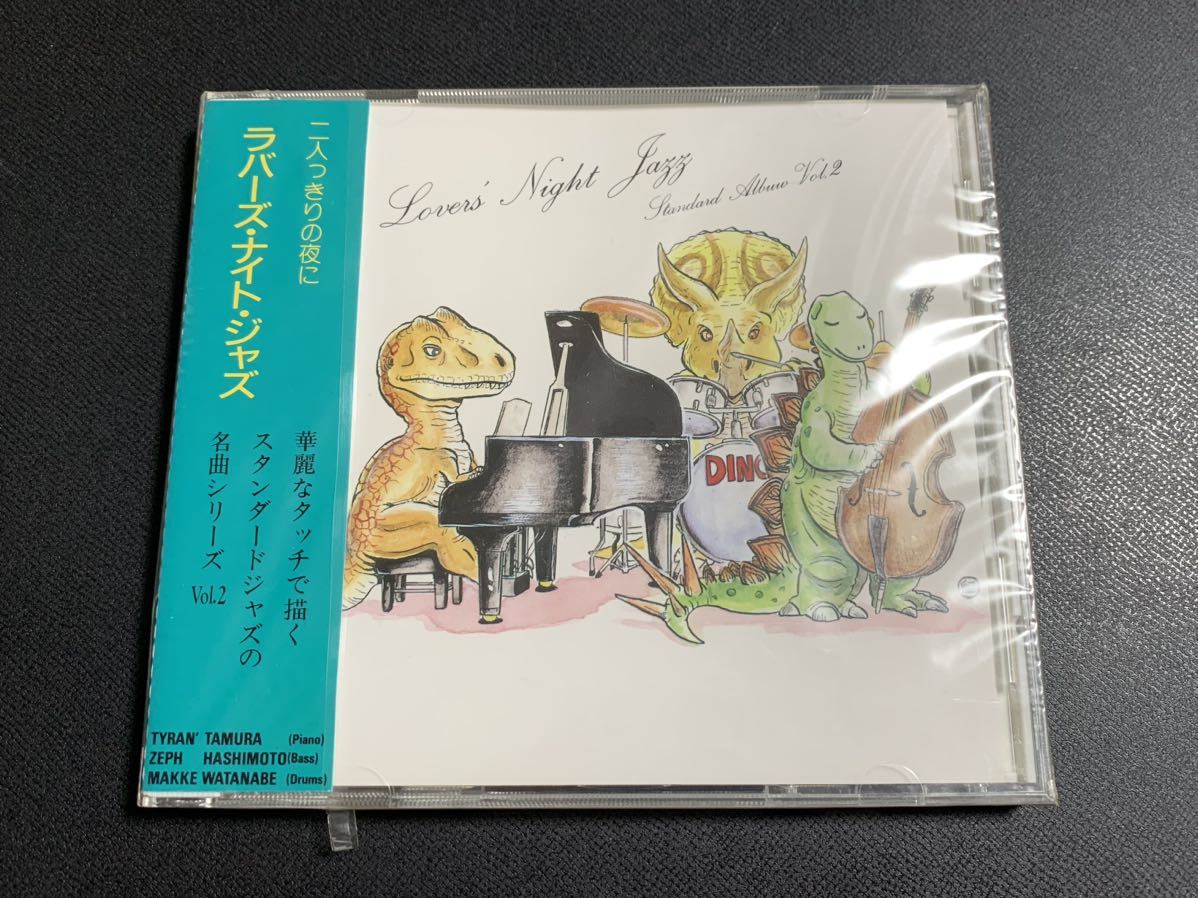 二人っきりの夜に
ラバーズ・ナイト・ジャズ
華麗なタッチで描く
スタンダードジャズの
名曲シリーズ Vol.2
TYRAN' TAMURA (Piano)
ZEPH HASHIMOTO (Bass)
MAKKE WATANABE (Drums)
Lovers' Night Jazz
Standard Album Vol.2
DINO